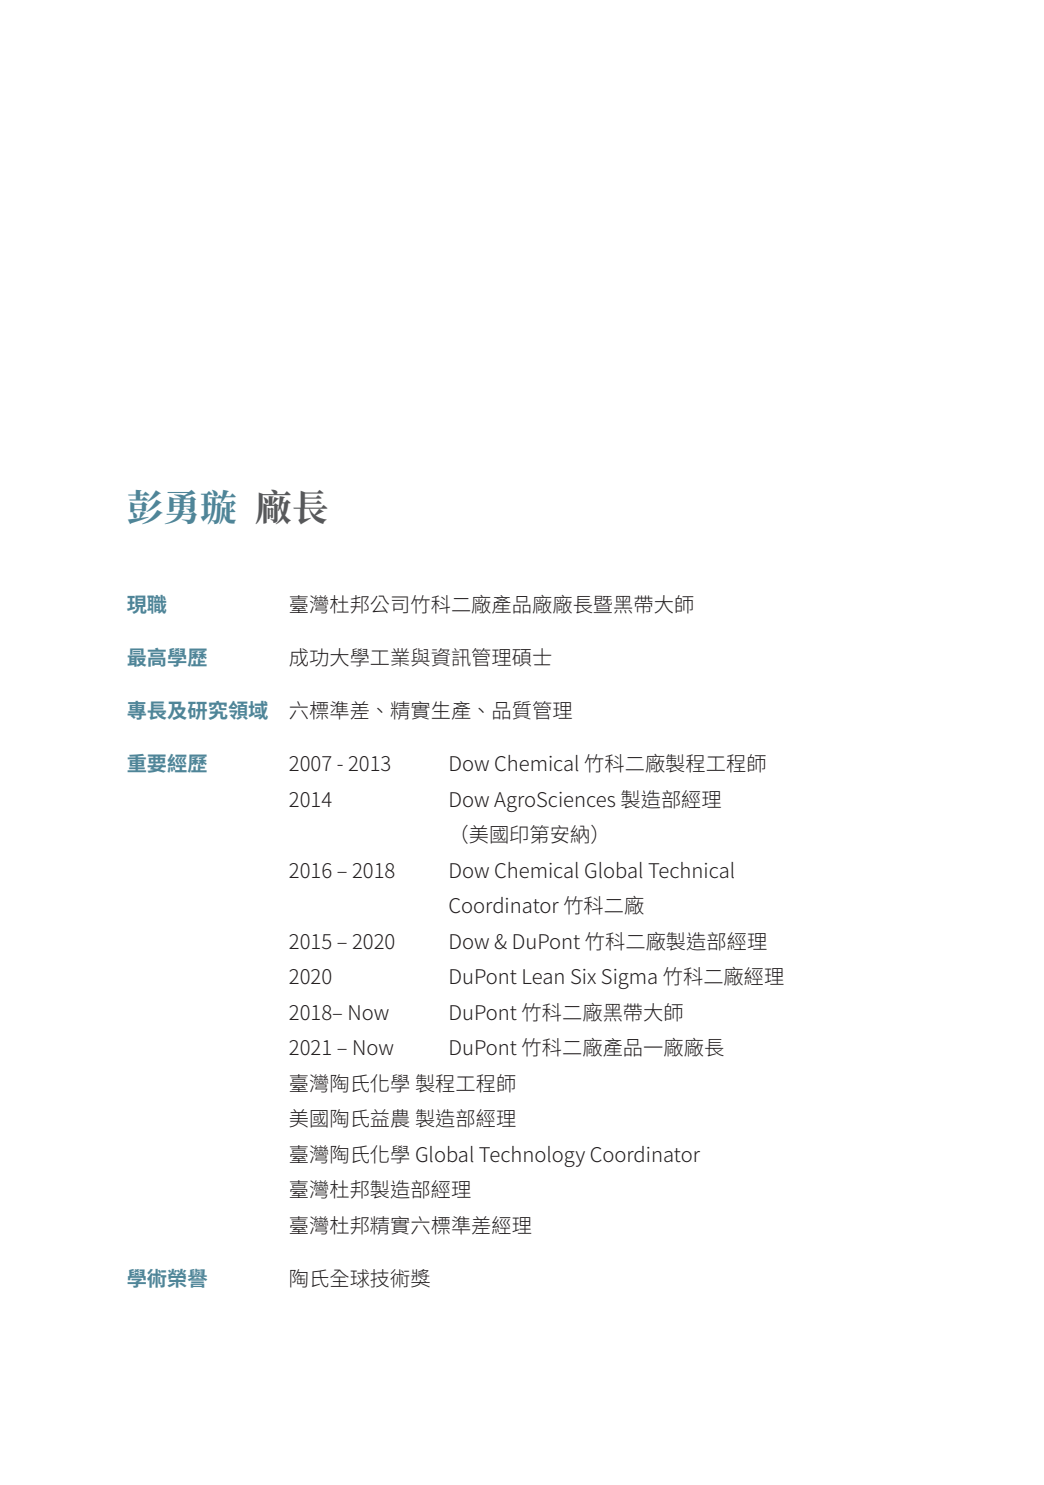 彭勇璇 廠長
現職 臺灣杜邦公司竹科二廠產品廠廠長暨黑帶大師
最高學歷 成功大學工業與資訊管理碩士
專長及研究領域 六標準差、精實生產、品質管理
重要經歷 2007 - 2013 Dow Chemical 竹科二廠製程工程師
2014 Dow AgroSciences 製造部經理
（美國印第安納）
2016 – 2018 Dow Chemical Global Technical
Coordinator 竹科二廠
2015 – 2020 Dow & DuPont 竹科二廠製造部經理
2020 DuPont Lean Six Sigma 竹科二廠經理
2018– Now DuPont 竹科二廠黑帶大師
2021 – Now DuPont 竹科二廠產品一廠廠長
臺灣陶氏化學 製程工程師
美國陶氏益農 製造部經理
臺灣陶氏化學 Global Technology Coordinator
臺灣杜邦製造部經理
臺灣杜邦精實六標準差經理
學術榮譽 陶氏全球技術獎